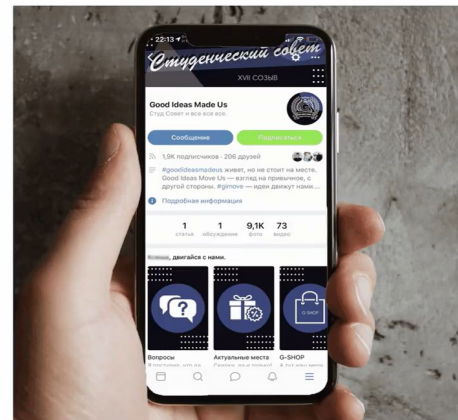 22:13
Студенческий совет
XVII СОЗЫВ
Good Ideas Made Us
Студ Совет и все все все.
Сообщение
Подписаться
1,9K подписчиков · 206 друзей
#goodideasmadeus живет, но не стоит на месте.
Good Ideas Move Us — взгляд на привычное, с
другой стороны. #gimove — идеи движут нами....
Подробная информация
1 1 9,1K 73
статья обсуждение фото видео
двигайся с нами.
G-SHOP
Вопросы Актуальные места G-SHOP